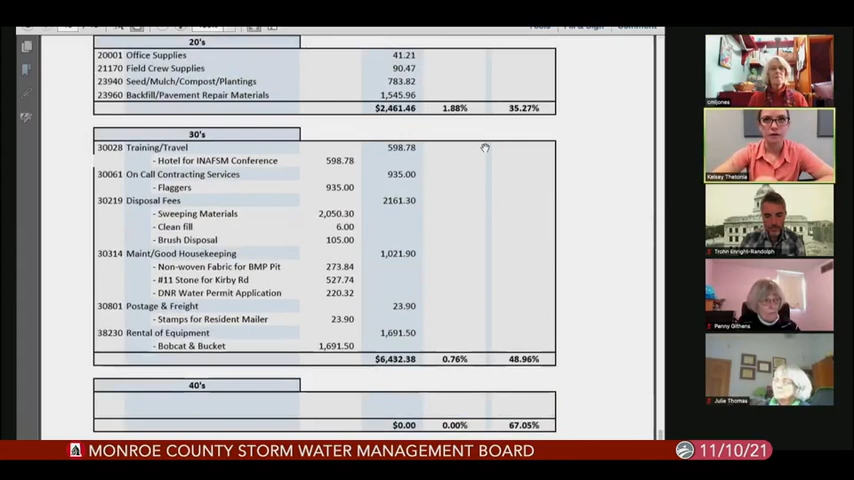 20's
20001 Office Supplies 41.21
21170 Field Crew Supplies 90.47
23940 Seed/Mulch/Compost/Plantings 783.82
23960 Backfill/Pavement Repair Materials 1,545.96
$2,461.46 1.88% 35.27%
30's
30028 Training/Travel 598.78
- Hotel for INAFSM Conference 598.78
30061 On Call Contracting Services 935.00
- Flaggers 935.00
30219 Disposal Fees 2161.30
- Sweeping Materials 2,050.30
- Clean fill 6.00
- Brush Disposal 105.00
30314 Maint/Good Housekeeping 1,021.90
- Non-woven Fabric for BMP Pit 273.84
- #11 Stone for Kirby Rd 527.74
- DNR Water Permit Application 220.32
30801 Postage & Freight 23.90
- Stamps for Resident Mailer 23.90
38230 Rental of Equipment 1,691.50
- Bobcat & Bucket 1,691.50
$6,432.38 0.76% 48.96%
40's
$0.00 0.00% 67.05%
cmljones
Kelsey Thetonia
Trohn Enright-Randolph
Penny Githens
Julie Thomas
MONROE COUNTY STORM WATER MANAGEMENT BOARD 11/10/21